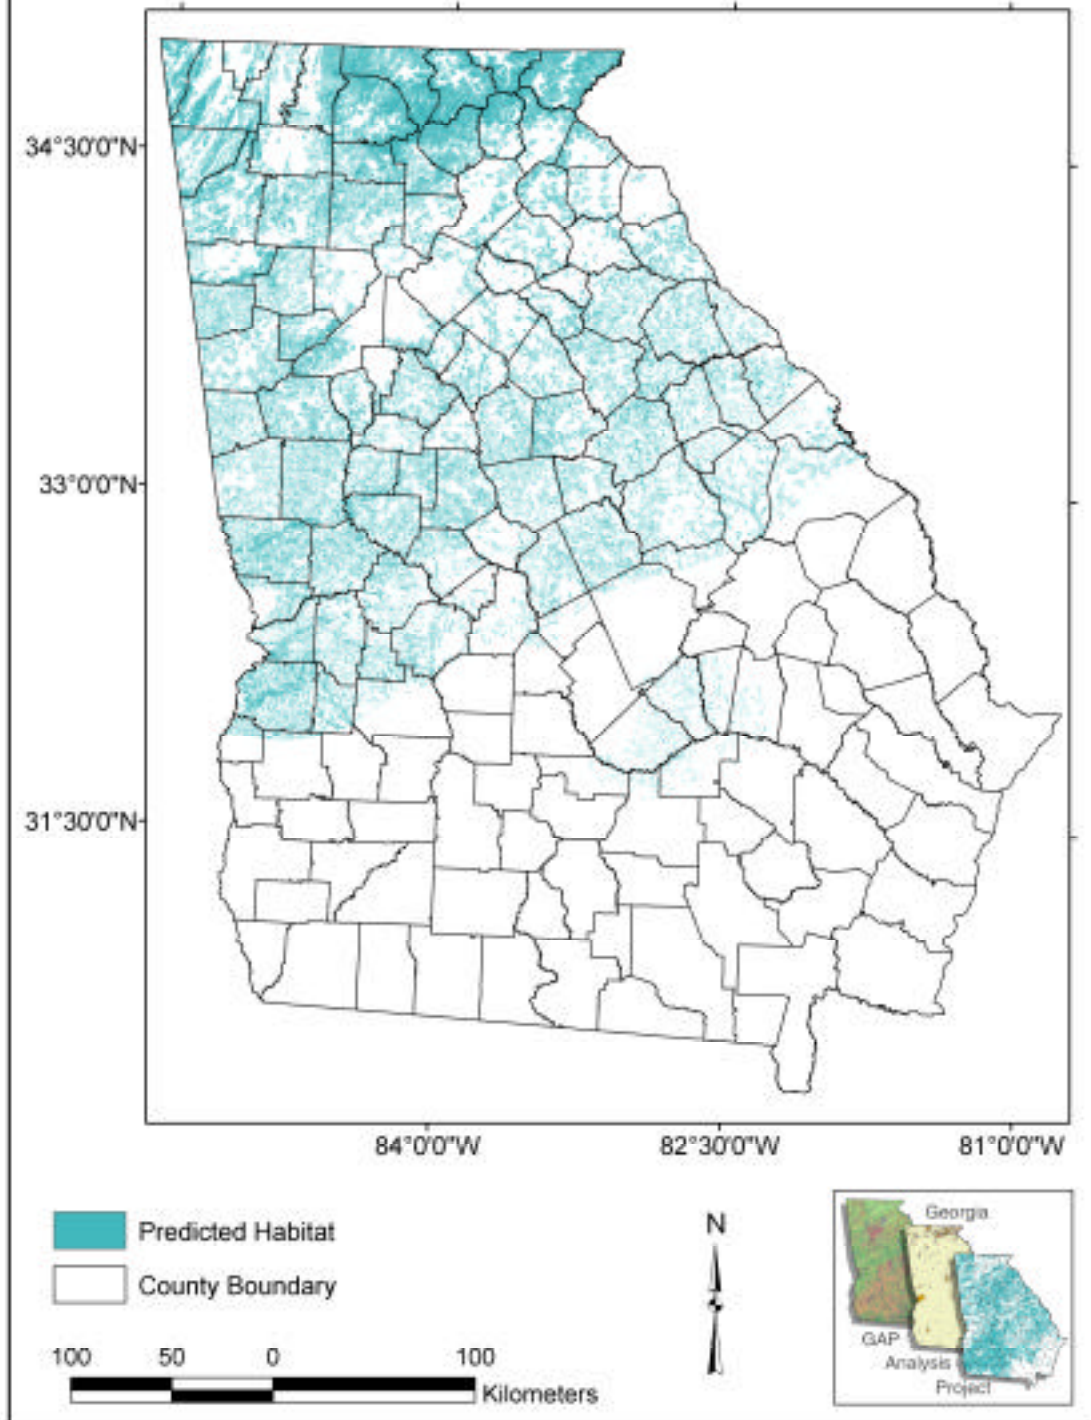 34°30'0"N
33°0'0"N
31°30'0"N
84°0'0"W 82°30'0"W 81°0'0"W
Predicted Habitat
County Boundary
N
100 50 0 100
Kilometers
Georgia
GAP
Analysis
Project